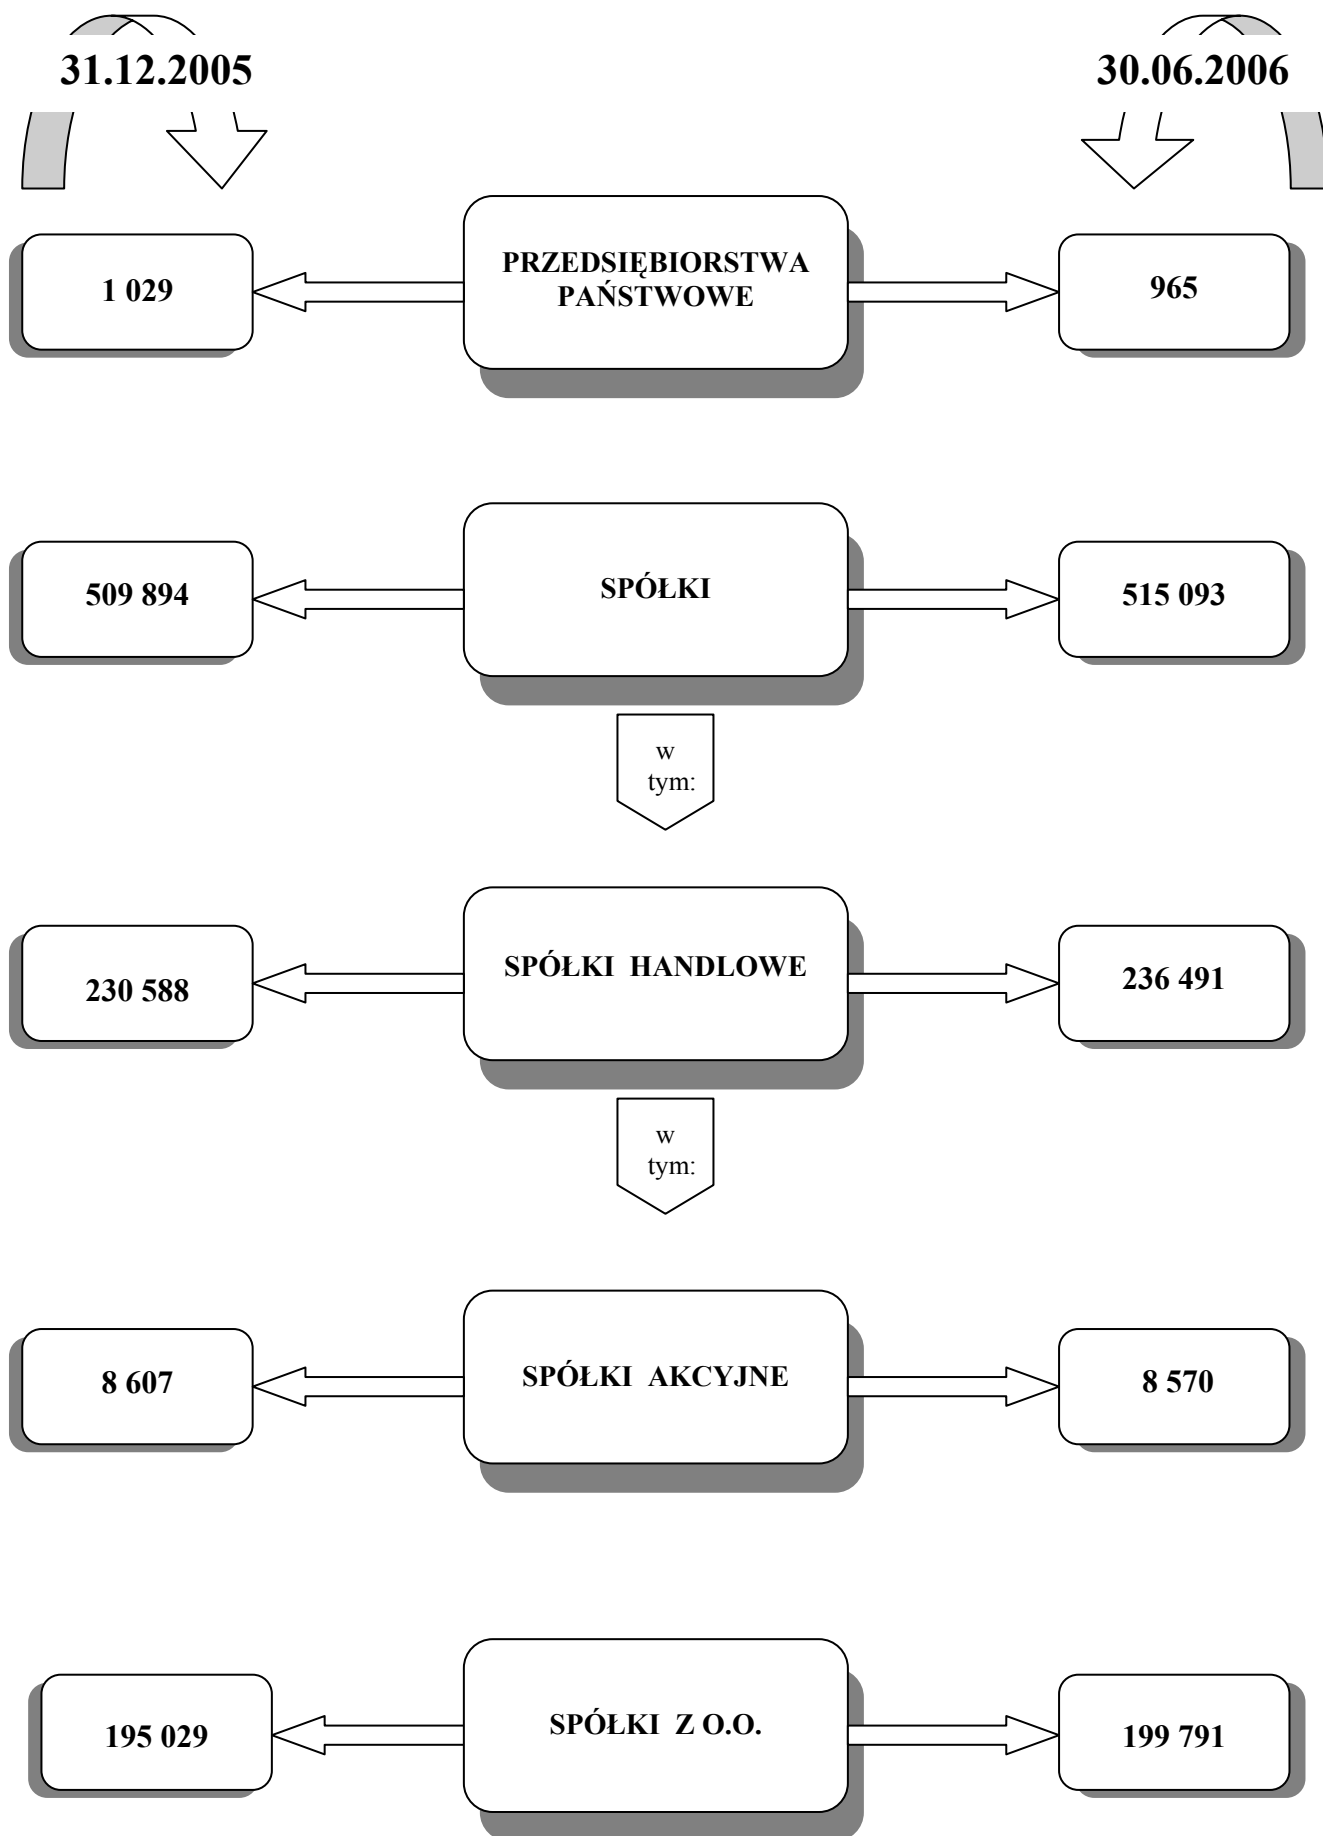 31.12.2005
30.06.2006
1 029
PRZEDSIĘBIORSTWA
PAŃSTWOWE
965
509 894
SPÓŁKI
515 093
w
tym:
230 588
SPÓŁKI HANDLOWE
236 491
w
tym:
8 607
SPÓŁKI AKCYJNE
8 570
195 029
SPÓŁKI Z O.O.
199 791